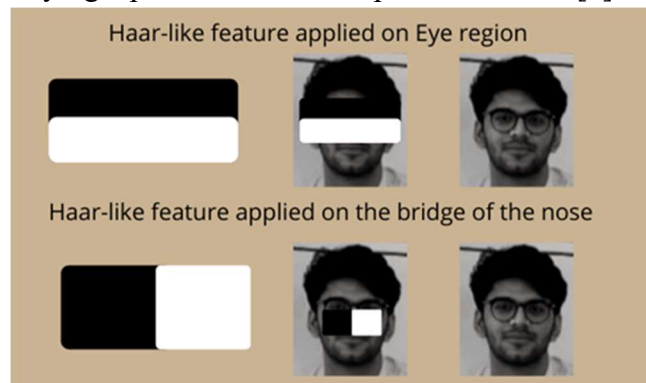 Haar-like feature applied on Eye region
Haar-like feature applied on the bridge of the nose